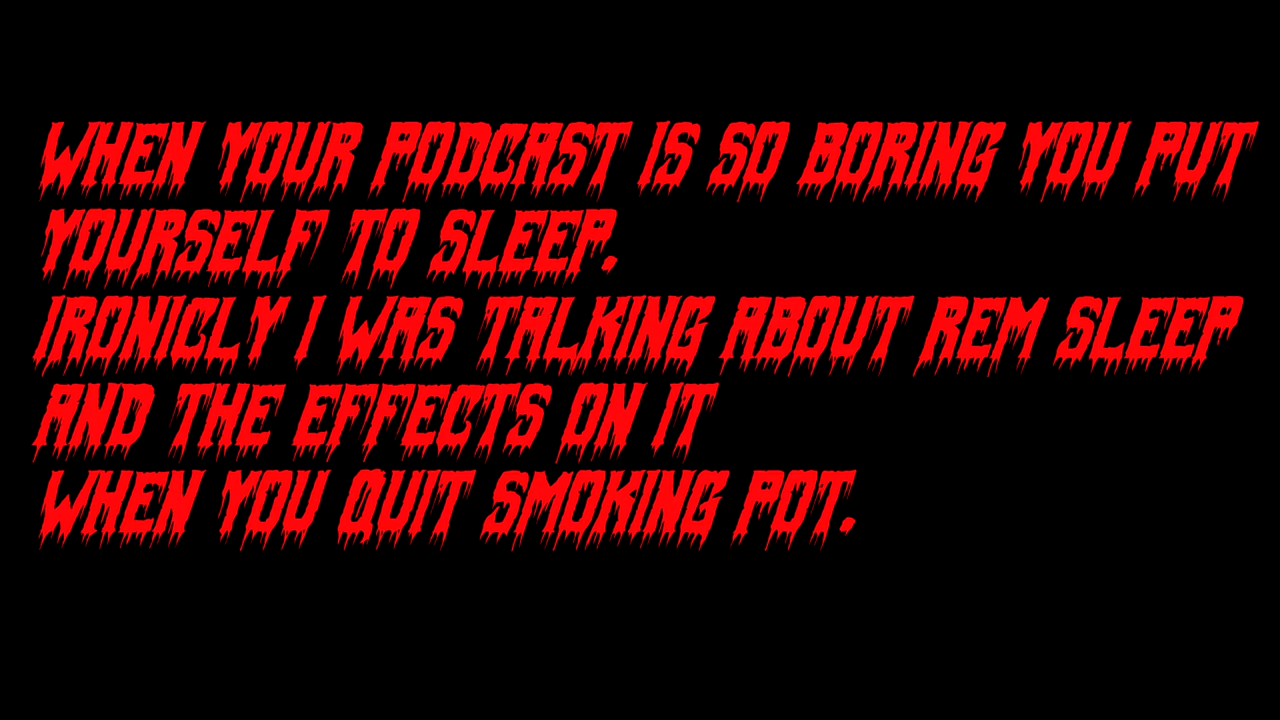 WHEN YOUR PODCAST IS SO BORING YOU PUT
YOURSELF TO SLEEP.
IRONICLY I WAS TALKING ABOUT REM SLEEP
AND THE EFFECTS ON IT
WHEN YOU QUIT SMOKING POT.